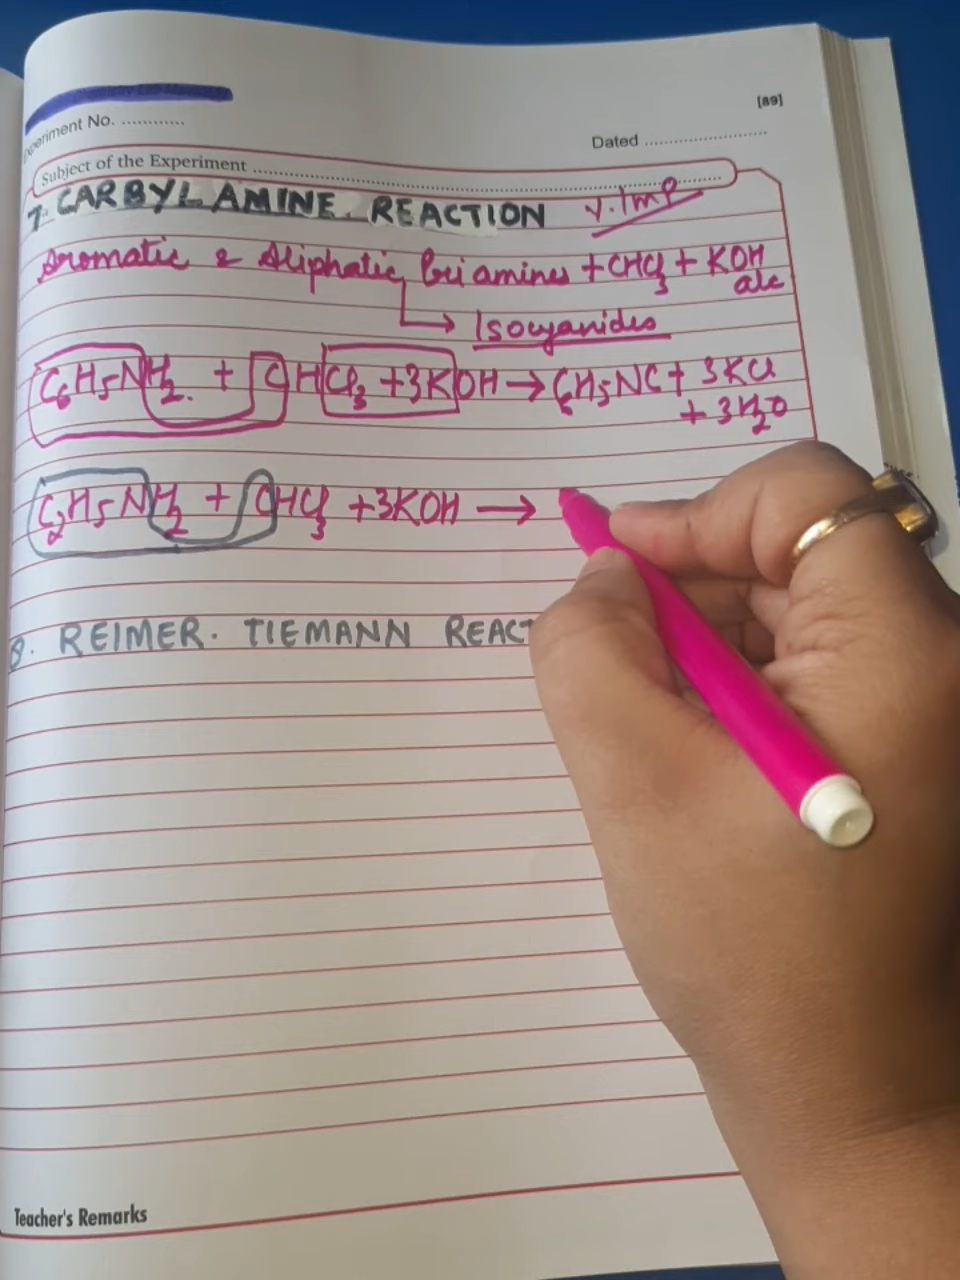 [89]
Experiment No. ............
Dated ........................
Subject of the Experiment ........................
7. CARBYLAMINE REACTION V. Imp
Aromatic & Aliphatic pri amines + CHCl3 + KOH
alc
Isocyanides
C6H5NH2 + CHCl3 + 3KOH → C6H5NC + 3KCl
+ 3H2O
C2H5NH2 + CHCl3 + 3KOH →
8. REIMER. TIEMANN REACT
Teacher's Remarks